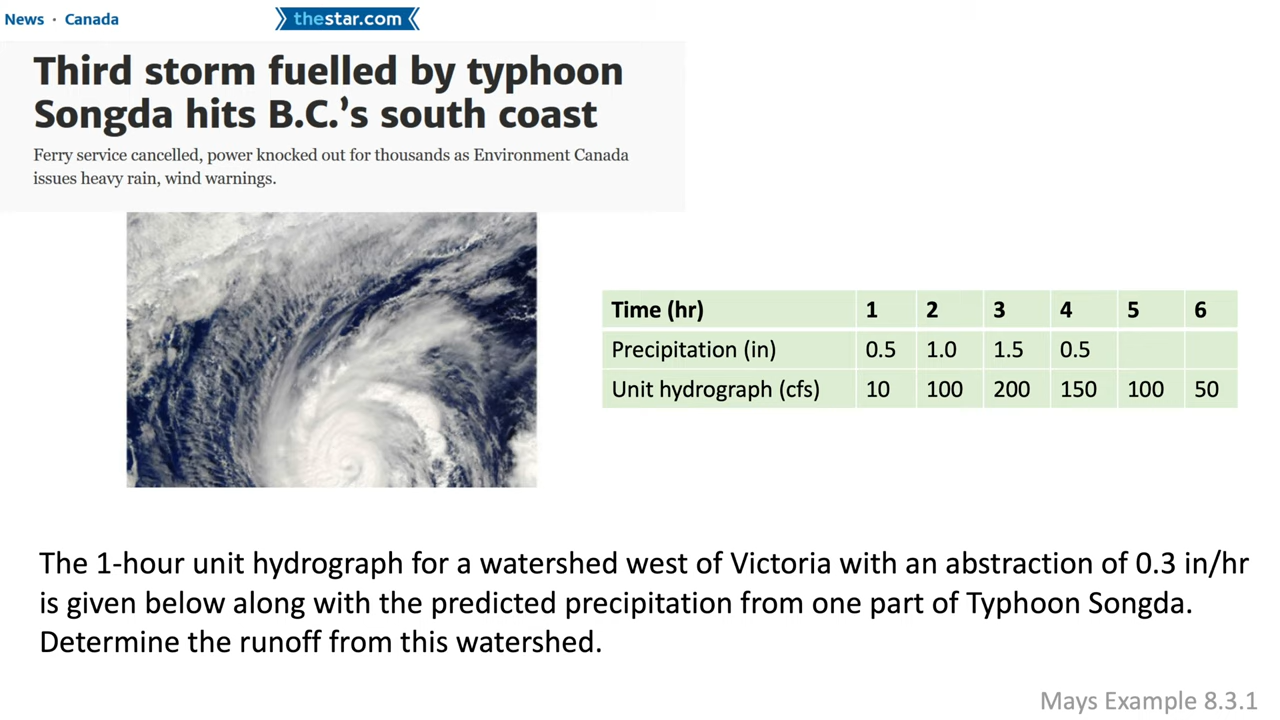 News · Canada
thestar.com
Third storm fuelled by typhoon
Songda hits B.C.’s south coast
Ferry service cancelled, power knocked out for thousands as Environment Canada
issues heavy rain, wind warnings.
Time (hr) 1 2 3 4 5 6
Precipitation (in) 0.5 1.0 1.5 0.5
Unit hydrograph (cfs) 10 100 200 150 100 50
The 1-hour unit hydrograph for a watershed west of Victoria with an abstraction of 0.3 in/hr
is given below along with the predicted precipitation from one part of Typhoon Songda.
Determine the runoff from this watershed.
Mays Example 8.3.1